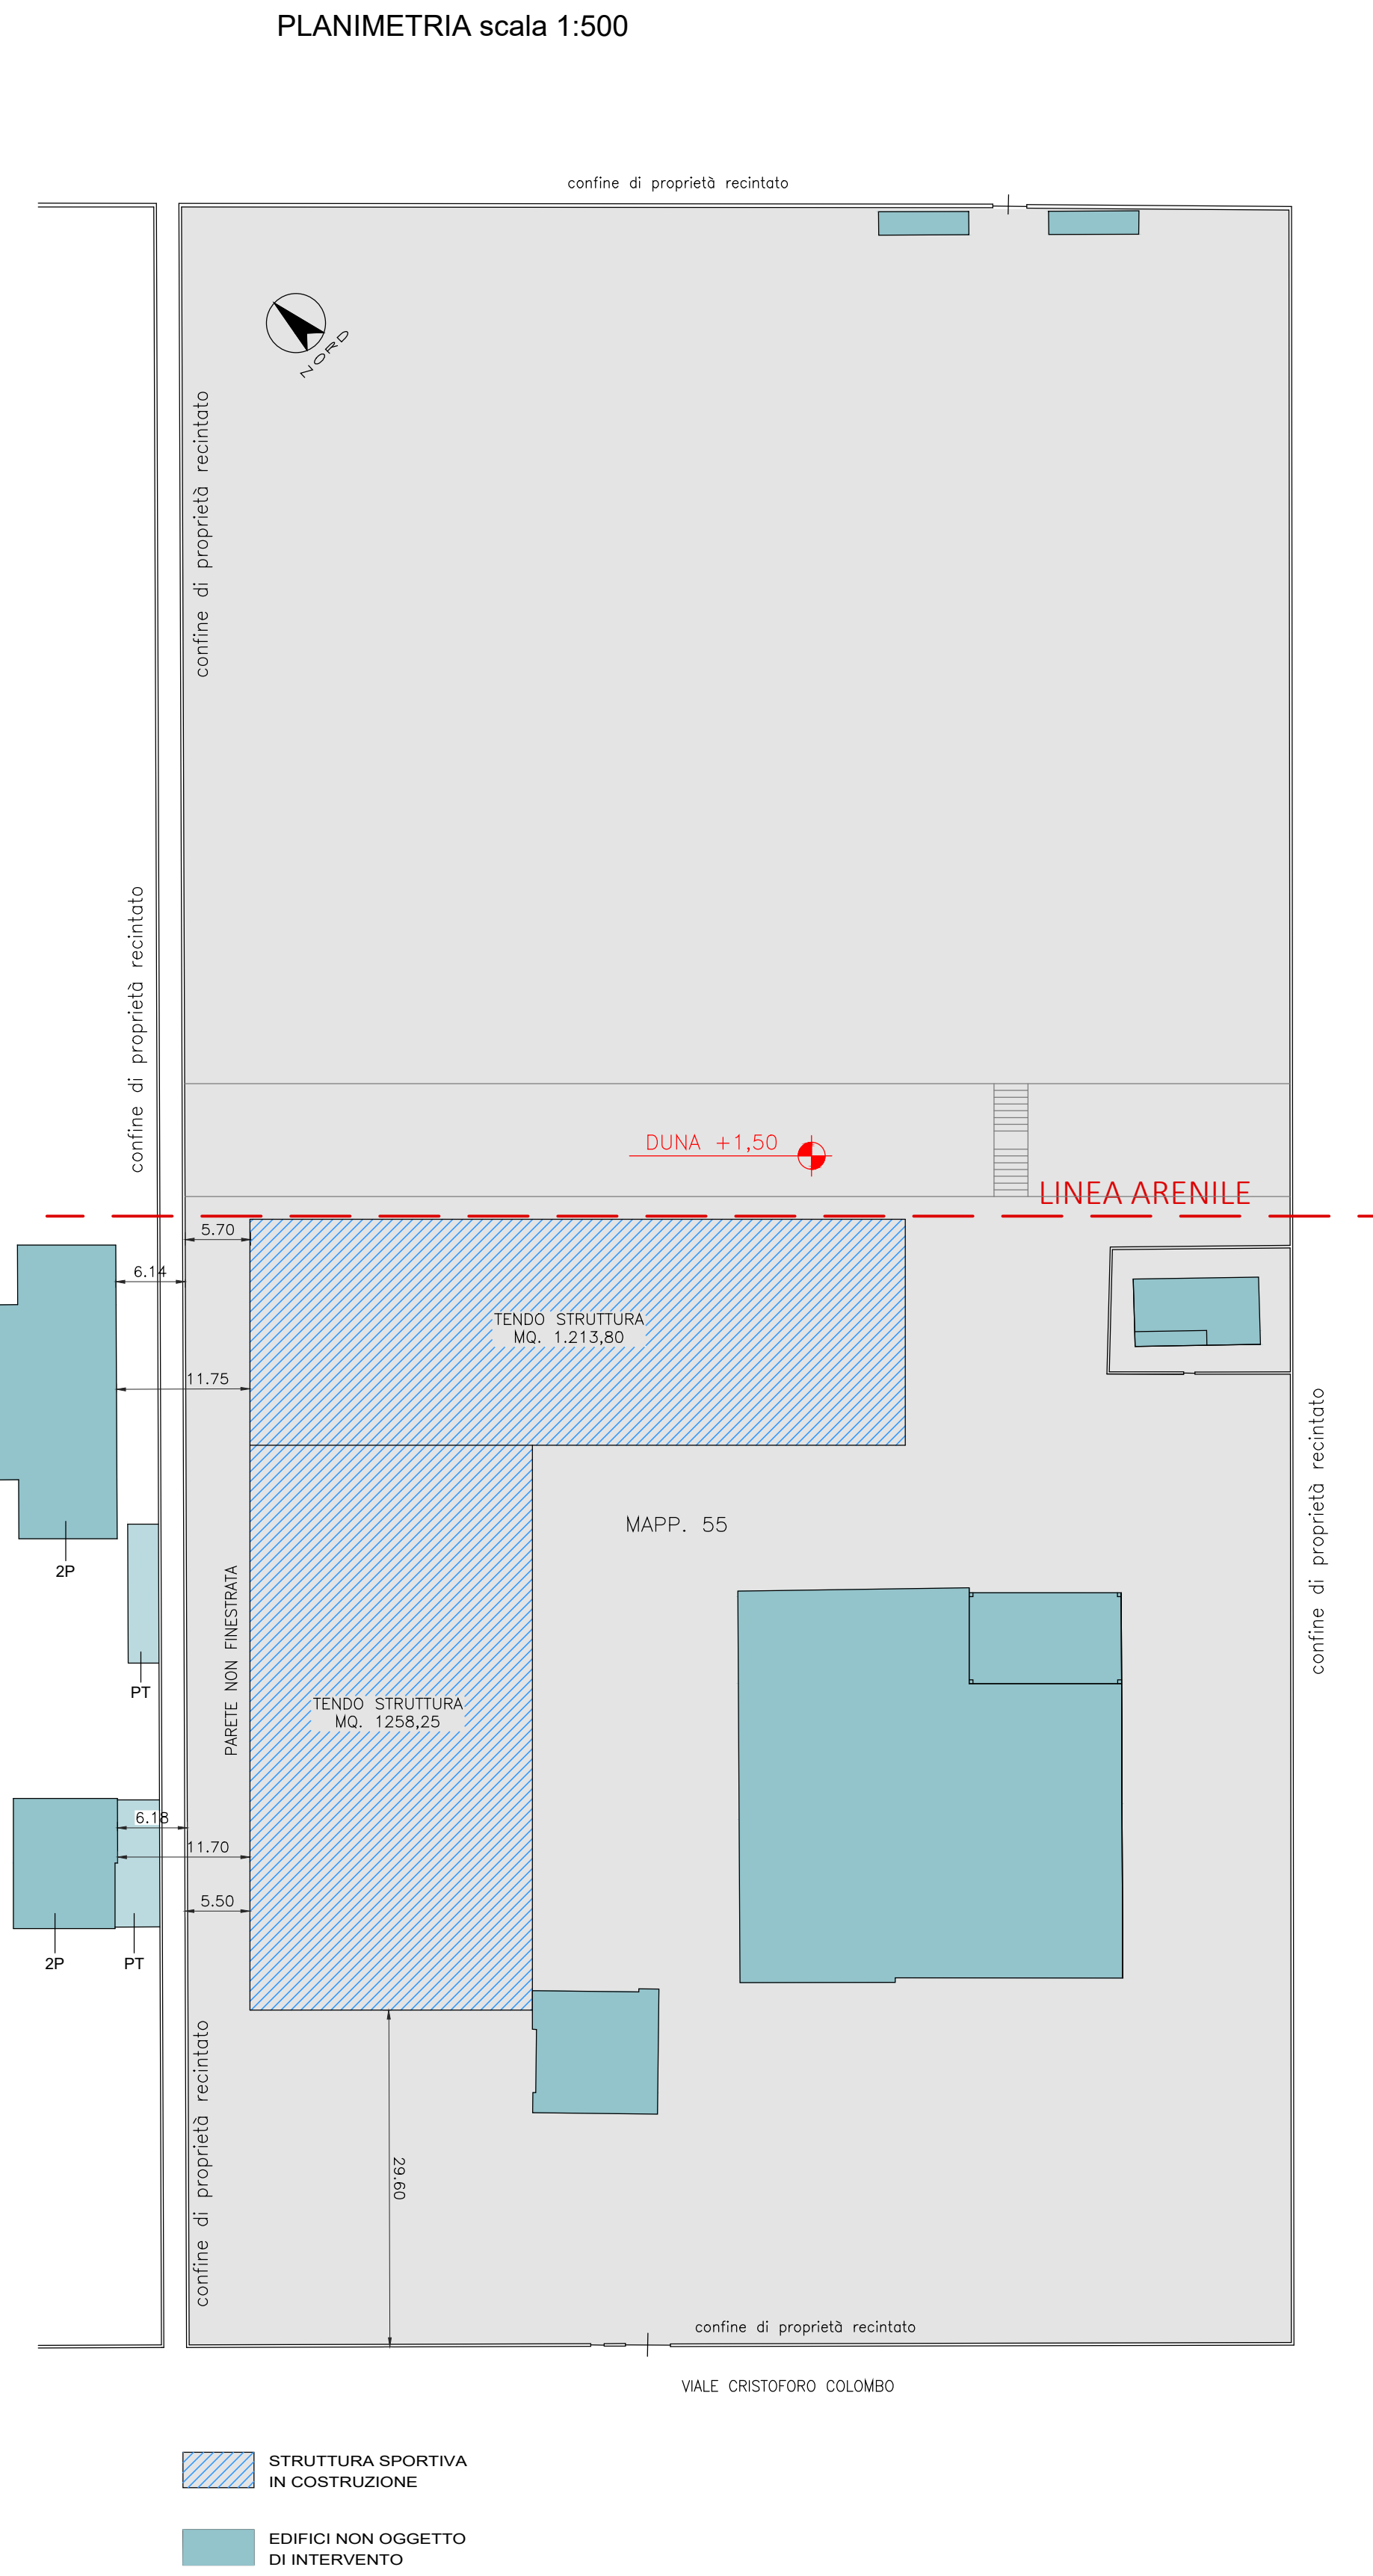 PLANIMETRIA scala 1:500
confine di proprietà recintato
NORD
confine di proprietà recintato
confine di proprietà recintato
DUNA +1,50
LINEA ARENILE
5.70
6.14
TENDO STRUTTURA
MQ. 1.213,80
11.75
confine di proprietà recintato
MAPP. 55
2P
PARETE NON FINESTRATA
PT
TENDO STRUTTURA
MQ. 1258,25
6.18
11.70
5.50
2P
PT
confine di proprietà recintato
29.60
confine di proprietà recintato
VIALE CRISTOFORO COLOMBO
STRUTTURA SPORTIVA
IN COSTRUZIONE
EDIFICI NON OGGETTO
DI INTERVENTO